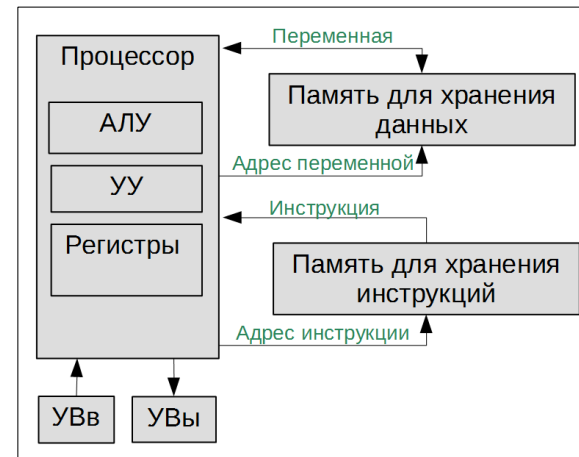 Процессор
АЛУ
УУ
Регистры
Переменная
Память для хранения
данных
Адрес переменной
Инструкция
Память для хранения
инструкций
Адрес инструкции
УВв
УВы